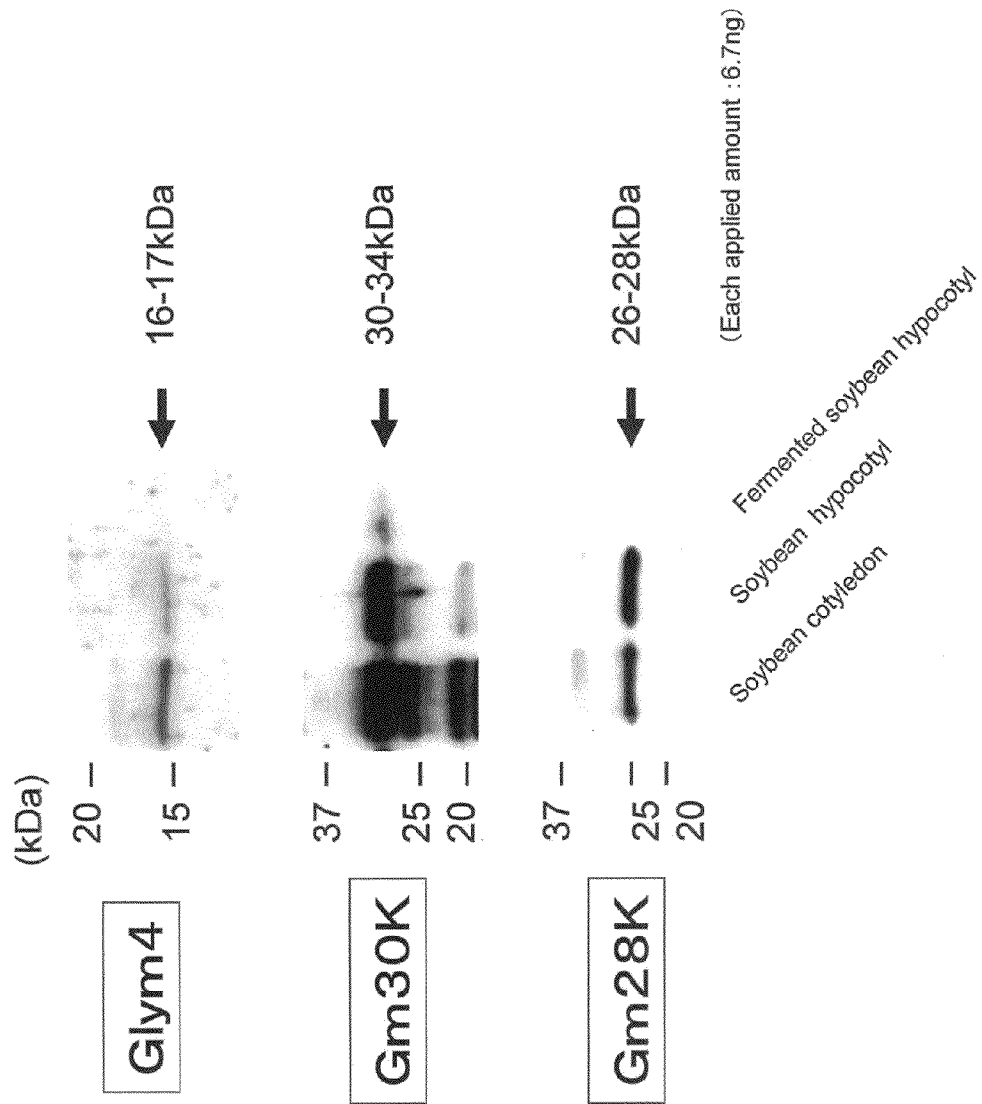 (kDa)
Glym4
20
15
16-17kDa
Gm30K
37
25
20
30-34kDa
Gm28K
37
25
20
26-28kDa
(Each applied amount : 6.7ng)
Soybean cotyledon
Soybean hypocotyl
Fermented soybean hypocotyl